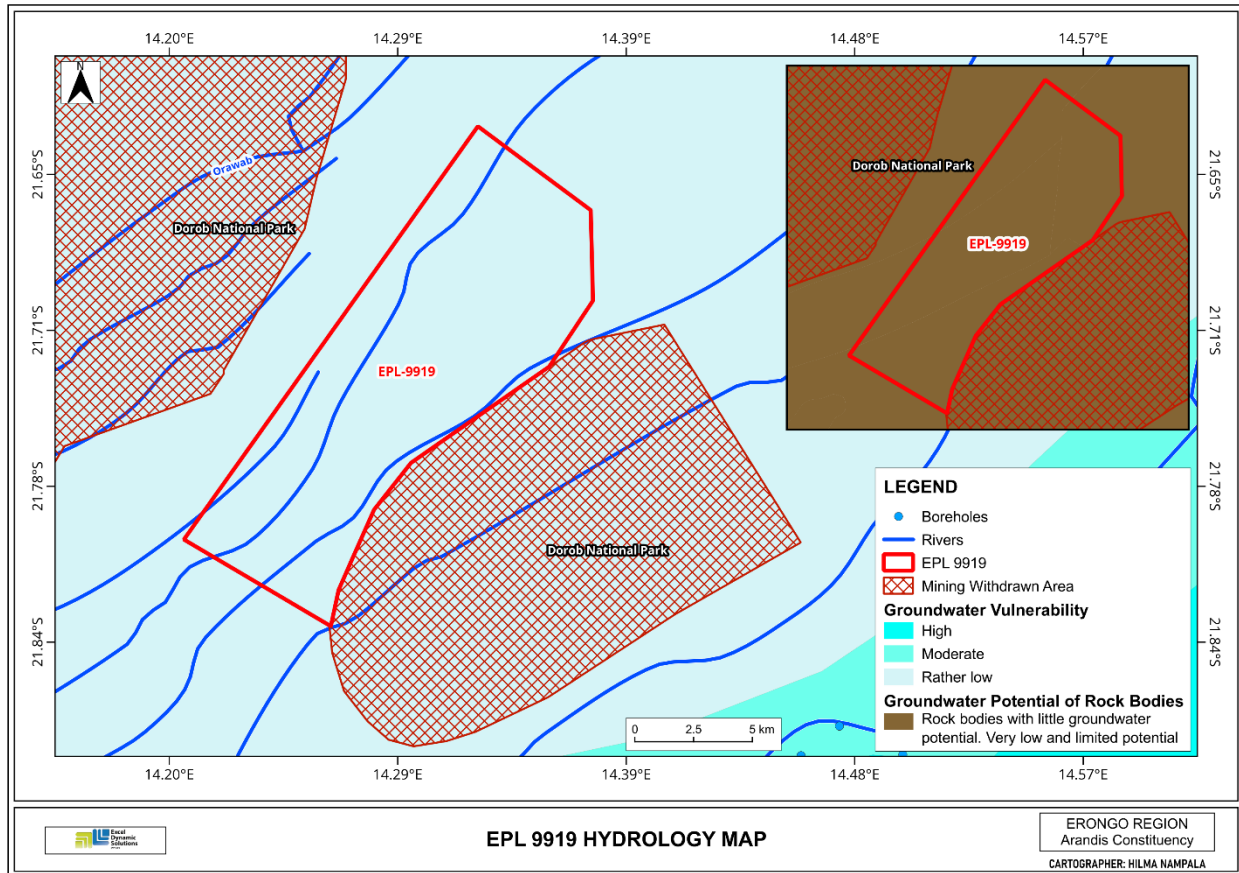 14.20°E 14.29°E 14.39°E 14.48°E 14.57°E
N
21.65°S
21.71°S
21.78°S
21.84°S
Orawab
Dorob National Park
EPL-9919
Dorob National Park
Dorob National Park
EPL-9919
21.65°S
21.71°S
21.78°S
21.84°S
LEGEND
Boreholes
Rivers
EPL 9919
Mining Withdrawn Area
Groundwater Vulnerability
High
Moderate
Rather low
Groundwater Potential of Rock Bodies
Rock bodies with little groundwater
potential. Very low and limited potential
0 2.5 5 km
14.20°E 14.29°E 14.39°E 14.48°E 14.57°E
Excel
Dynamic
Solutions
EPL 9919 HYDROLOGY MAP
ERONGO REGION
Arandis Constituency
CARTOGRAPHER: HILMA NAMPALA